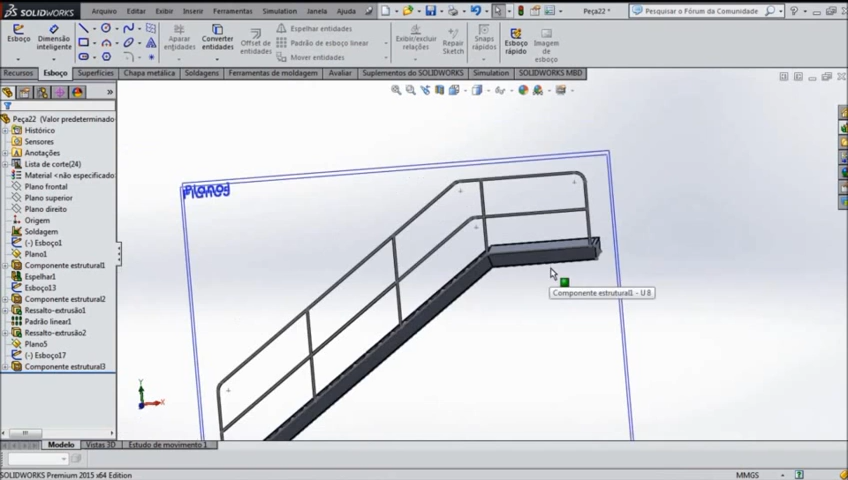 SOLIDWORKS
Arquivo Editar Exibir Inserir Ferramentas Simulation Janela Ajuda
Peça22 *
Pesquisar o Fórum da Comunidade
Esboço
Dimensão inteligente
Aparar entidades
Converter entidades
Offset de entidades
Espelhar entidades
Padrão de esboço linear
Mover entidades
Exibir/excluir relações
Repair Sketch
Snaps rápidos
Esboço rápido
Imagem de esboço
Recursos Esboço Superfícies Chapa metálica Soldagens Ferramentas de moldagem Avaliar Suplementos do SOLIDWORKS Simulation SOLIDWORKS MBD
Peça22 (Valor predeterminado
Histórico
Sensores
Anotações
Lista de corte(24)
Material <não especificado
Plano frontal
Plano superior
Plano direito
Origem
Soldagem
(-) Esboço1
Plano1
Componente estrutural1
Espelhar1
Esboço13
Componente estrutural2
Ressalto-extrusão1
Padrão linear1
Ressalto-extrusão2
Plano5
(-) Esboço17
Componente estrutural3
Componente estrutural1 - U 8
Y
X
Modelo Vistas 3D Estudo de movimento 1
SOLIDWORKS Premium 2015 x64 Edition
MMGS